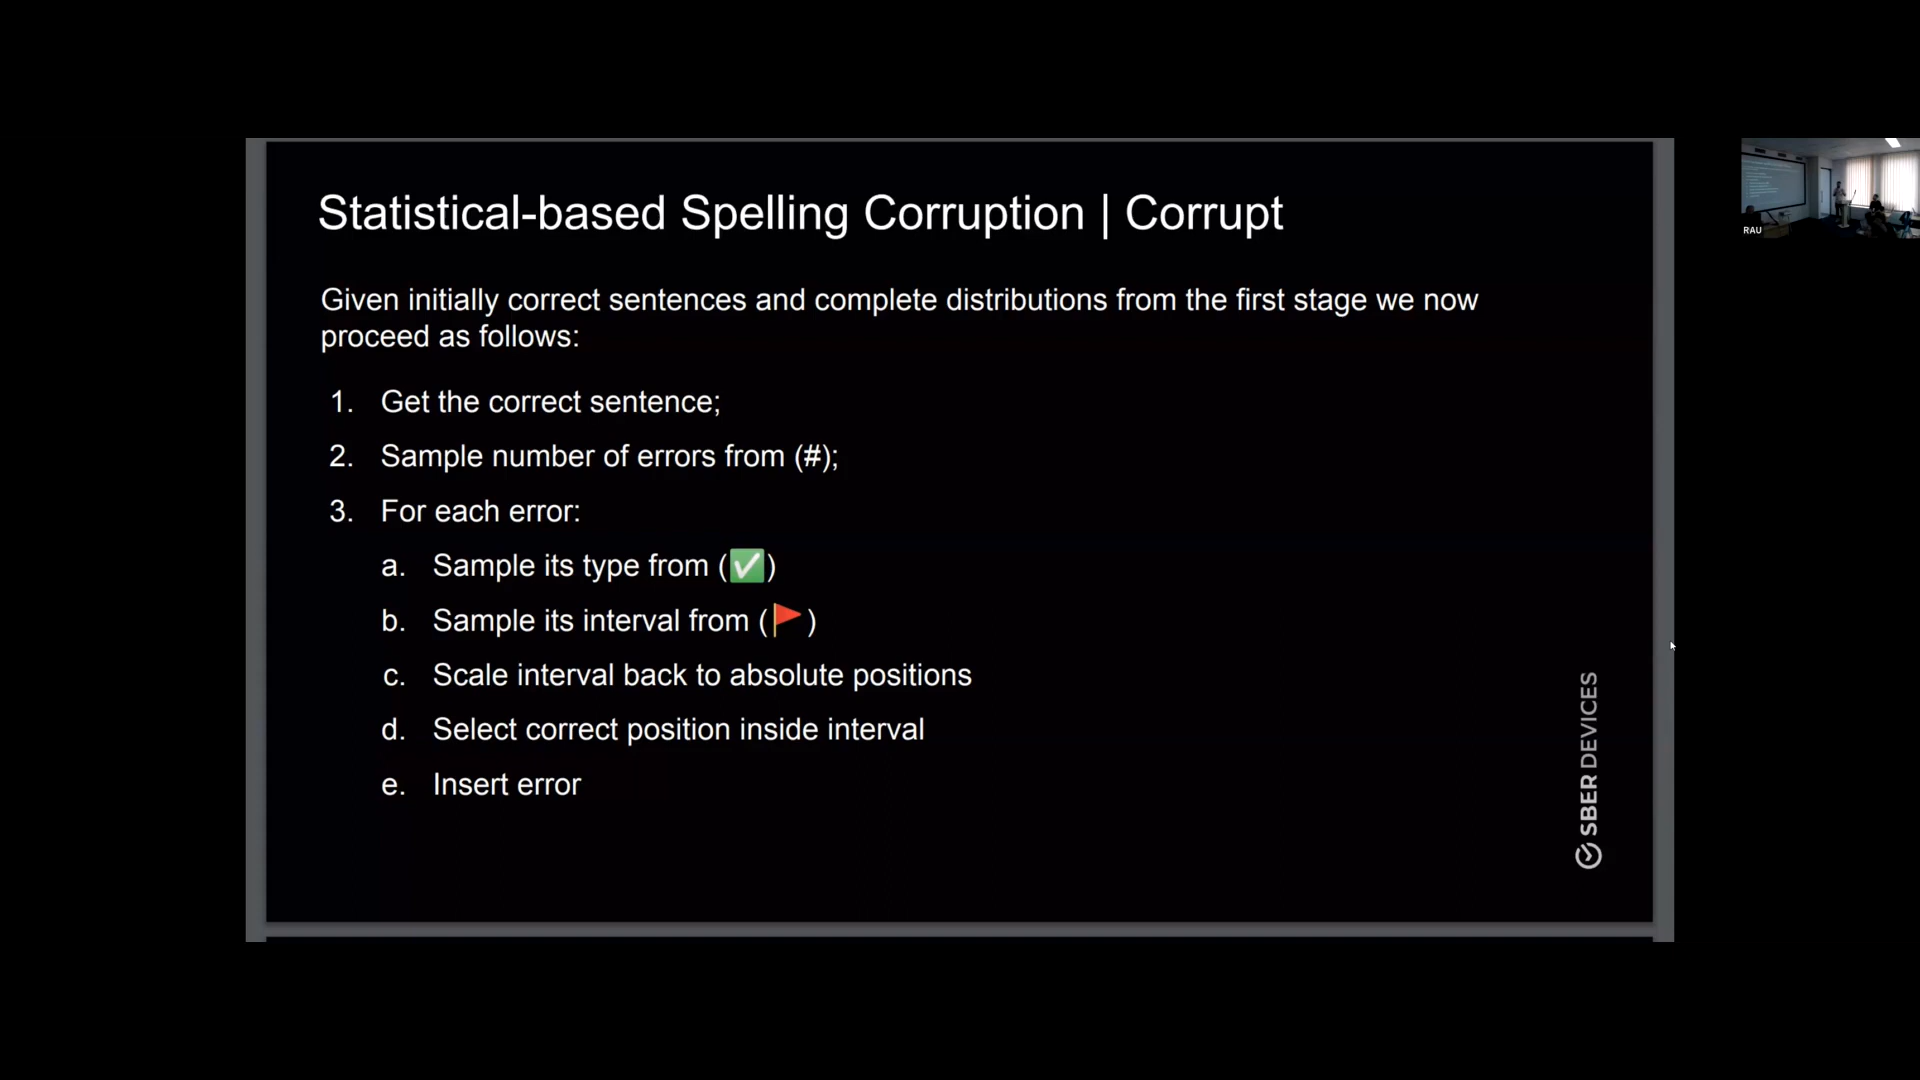 Statistical-based Spelling Corruption | Corrupt
Given initially correct sentences and complete distributions from the first stage we now
proceed as follows:
1. Get the correct sentence;
2. Sample number of errors from (#);
3. For each error:
a. Sample its type from (✅)
b. Sample its interval from (🚩)
c. Scale interval back to absolute positions
d. Select correct position inside interval
e. Insert error
SBER DEVICES
RAU